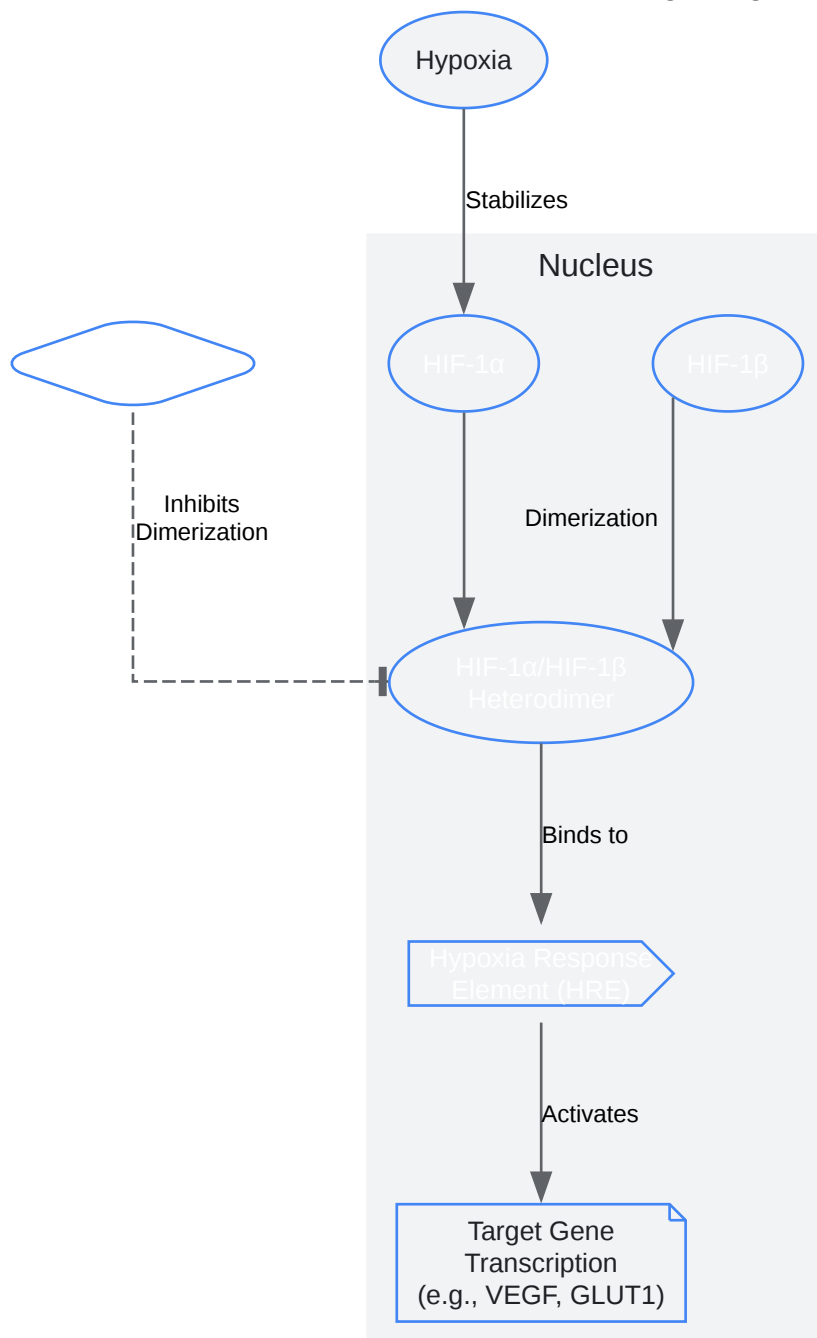 Hypoxia
Stabilizes
Nucleus
HIF-1α
HIF-1β
Inhibits
Dimerization
Dimerization
HIF-1α/HIF-1β
Heterodimer
Binds to
Hypoxia Response
Element (HRE)
Activates
Target Gene
Transcription
(e.g., VEGF, GLUT1)